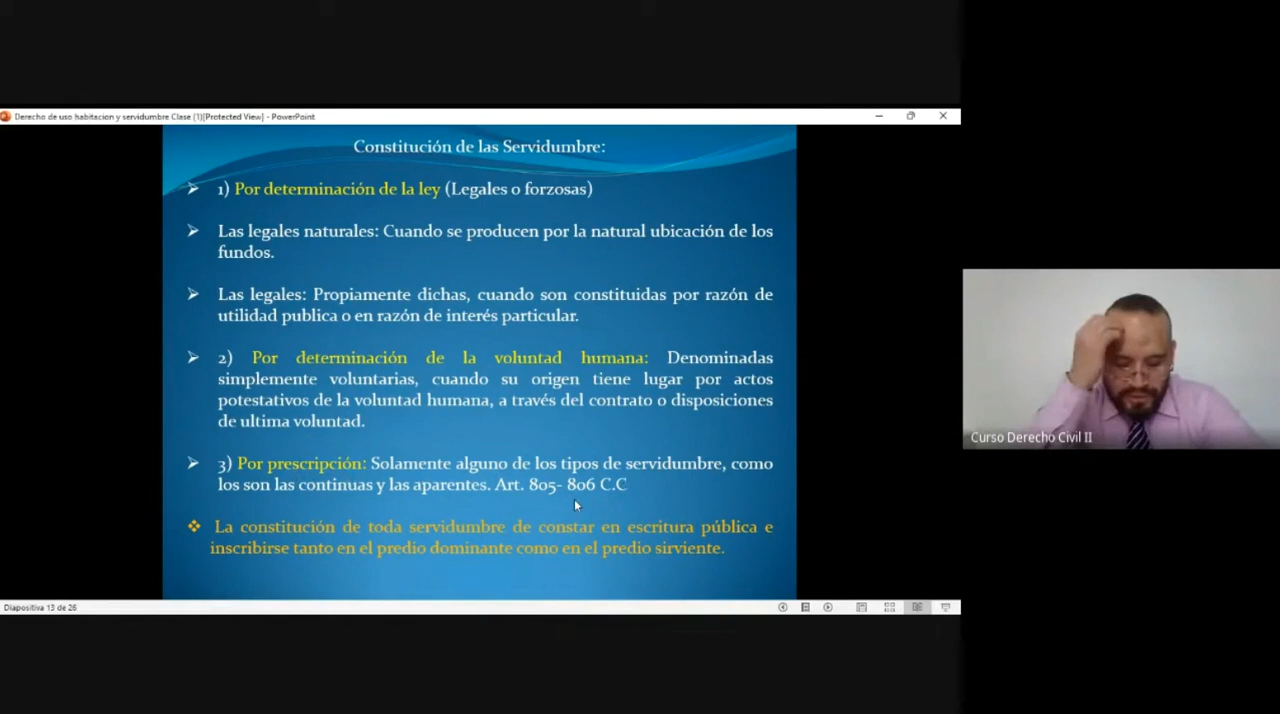 Derecho de uso habitacion y servidumbre Clase (1)[Protected View] - PowerPoint
Constitución de las Servidumbre:
1) Por determinación de la ley (Legales o forzosas)
Las legales naturales: Cuando se producen por la natural ubicación de los
fundos.
Las legales: Propiamente dichas, cuando son constituidas por razón de
utilidad publica o en razón de interés particular.
2) Por determinación de la voluntad humana: Denominadas
simplemente voluntarias, cuando su origen tiene lugar por actos
potestativos de la voluntad humana, a través del contrato o disposiciones
de ultima voluntad.
3) Por prescripción: Solamente alguno de los tipos de servidumbre, como
los son las continuas y las aparentes. Art. 805- 806 C.C
La constitución de toda servidumbre de constar en escritura pública e
inscribirse tanto en el predio dominante como en el predio sirviente.
Diapositiva 13 de 26
Curso Derecho Civil II